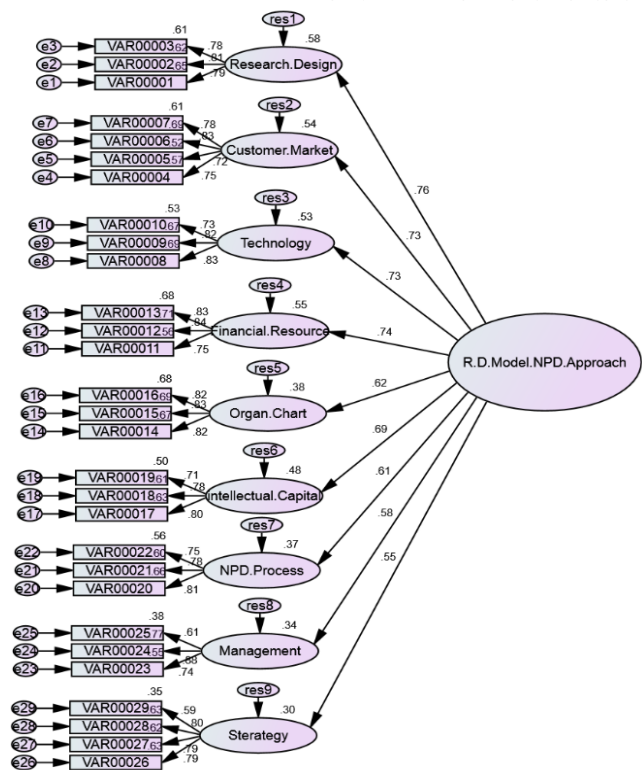 .61
res1
e3 VAR00003 .62 .78 .58
e2 VAR00002 .65 .81 Research.Design
e1 VAR00001 .79
.76
.61
res2
e7 VAR00007 .69 .78 .54
e6 VAR00006 .52 .83 Customer.Market
e5 VAR00005 .57 .72
e4 VAR00004 .75
.73
.53
res3
e10 VAR00010 .67 .73 .53
e9 VAR00009 .69 .82 Technology
e8 VAR00008 .83
.73
.68
res4
e13 VAR00013 .71 .83 .55
e12 VAR00012 .56 .84 Financial.Resource
e11 VAR00011 .75
.74
R.D.Model.NPD.Approach
.68
res5
e16 VAR00016 .69 .82 .38
e15 VAR00015 .67 .83 Organ.Chart
e14 VAR00014 .82
.62
.50
res6
e19 VAR00019 .61 .71 .48
e18 VAR00018 .63 .78 Intellectual.Capital
e17 VAR00017 .80
.69
.56
res7
e22 VAR00022 .60 .75 .37
e21 VAR00021 .66 .78 NPD.Process
e20 VAR00020 .81
.61
.38
res8
e25 VAR00025 .77 .61 .34
e24 VAR00024 .55 .88 Management
e23 VAR00023 .74
.58
.35
res9
e29 VAR00029 .63 .59 .30
e28 VAR00028 .62 .80 Sterategy
e27 VAR00027 .63 .79
e26 VAR00026 .79
.55